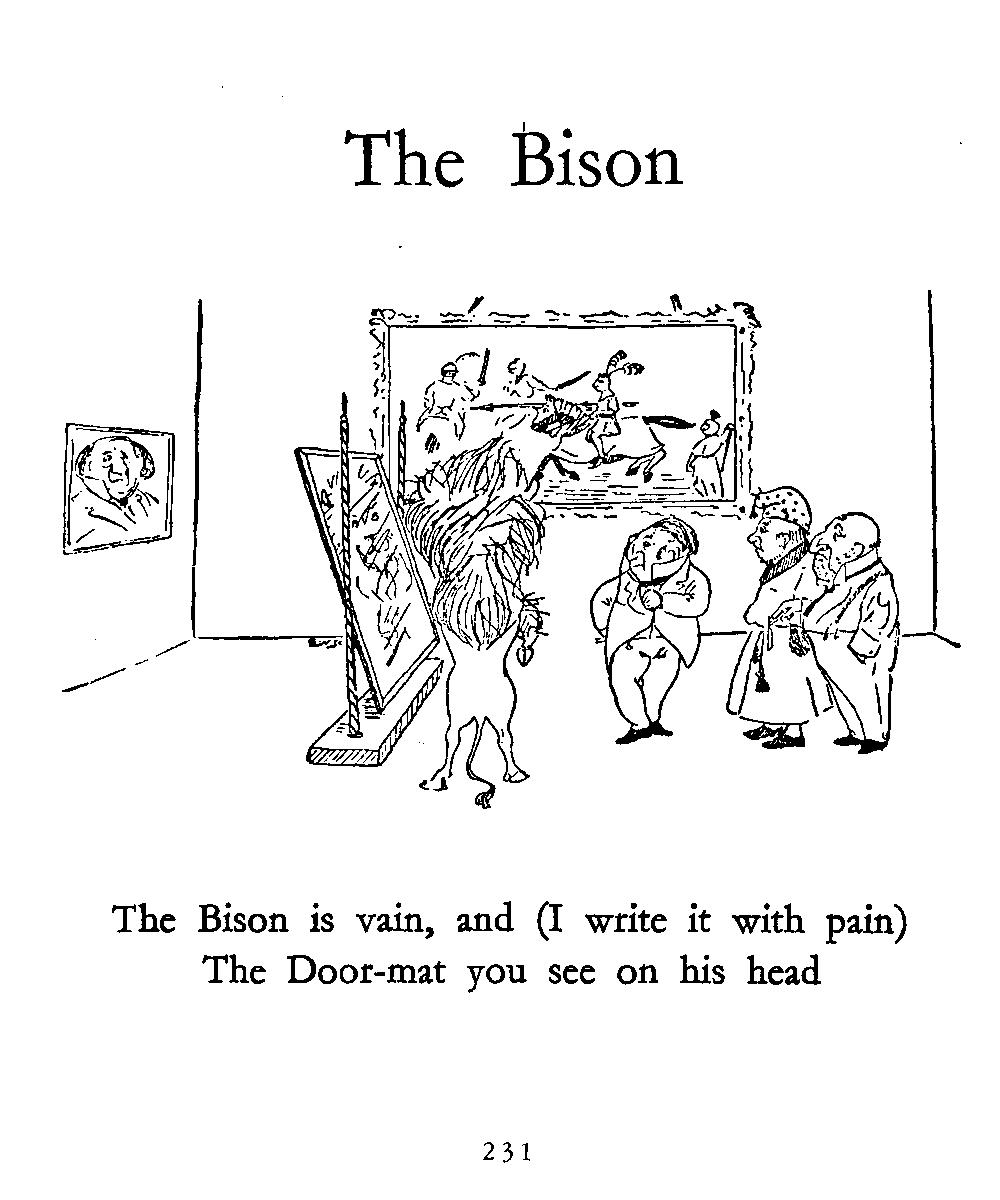 The Bison
The Bison is vain, and (I write it with pain)
The Door-mat you see on his head
231